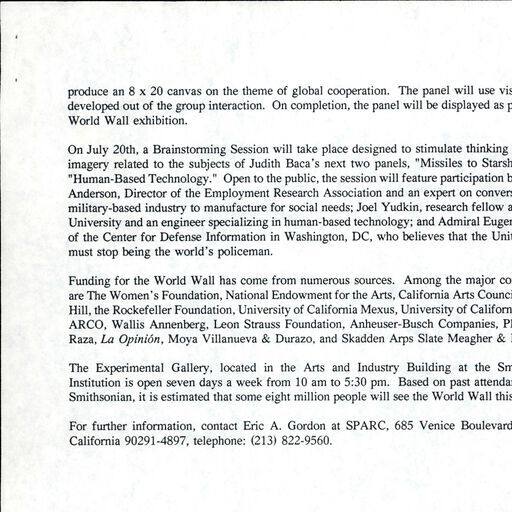 produce an 8 x 20 canvas on the theme of global cooperation. The panel will use vis
developed out of the group interaction. On completion, the panel will be displayed as p
World Wall exhibition.
On July 20th, a Brainstorming Session will take place designed to stimulate thinking
imagery related to the subjects of Judith Baca's next two panels, "Missiles to Starsh
"Human-Based Technology." Open to the public, the session will feature participation b
Anderson, Director of the Employment Research Association and an expert on convers
military-based industry to manufacture for social needs; Joel Yudkin, research fellow a
University and an engineer specializing in human-based technology; and Admiral Euger
of the Center for Defense Information in Washington, DC, who believes that the Unit
must stop being the world's policeman.
Funding for the World Wall has come from numerous sources. Among the major co
are The Women's Foundation, National Endowment for the Arts, California Arts Counci
Hill, the Rockefeller Foundation, University of California Mexus, University of Californ
ARCO, Wallis Annenberg, Leon Strauss Foundation, Anheuser-Busch Companies, Pl
Raza, La Opinión, Moya Villanueva & Durazo, and Skadden Arps Slate Meagher &
The Experimental Gallery, located in the Arts and Industry Building at the Sm
Institution is open seven days a week from 10 am to 5:30 pm. Based on past attenda
Smithsonian, it is estimated that some eight million people will see the World Wall this
For further information, contact Eric A. Gordon at SPARC, 685 Venice Boulevard
California 90291-4897, telephone: (213) 822-9560.